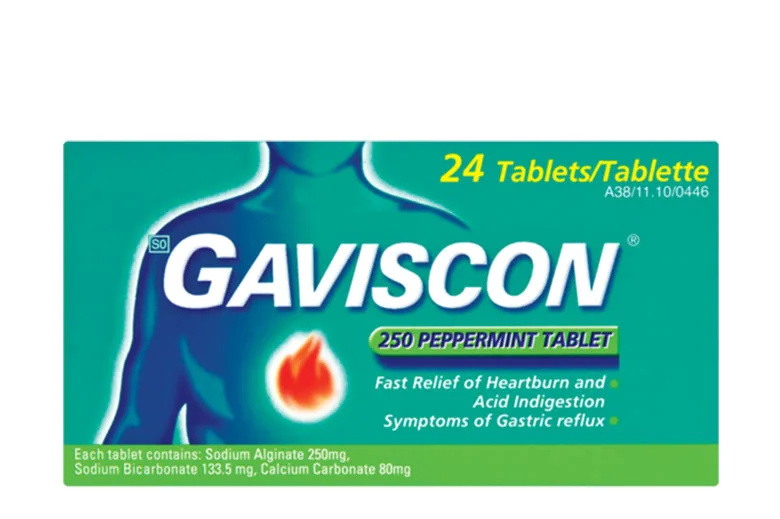 24 Tablets/Tablette
A38/11.10/0446
S0
GAVISCON®
250 PEPPERMINT TABLET
Fast Relief of Heartburn and •
Acid Indigestion
Symptoms of Gastric reflux •
Each tablet contains: Sodium Alginate 250mg,
Sodium Bicarbonate 133.5 mg, Calcium Carbonate 80mg